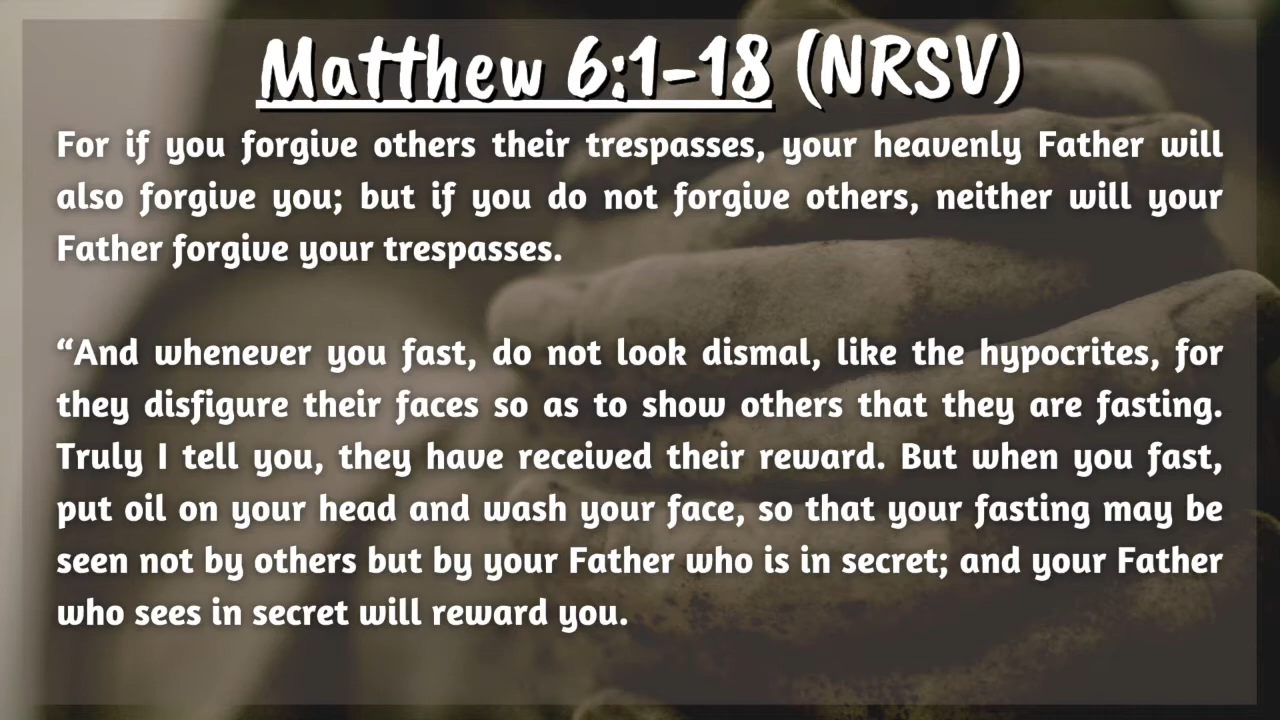 Matthew 6:1-18 (NRSV)
For if you forgive others their trespasses, your heavenly Father will
also forgive you; but if you do not forgive others, neither will your
Father forgive your trespasses.
“And whenever you fast, do not look dismal, like the hypocrites, for
they disfigure their faces so as to show others that they are fasting.
Truly I tell you, they have received their reward. But when you fast,
put oil on your head and wash your face, so that your fasting may be
seen not by others but by your Father who is in secret; and your Father
who sees in secret will reward you.